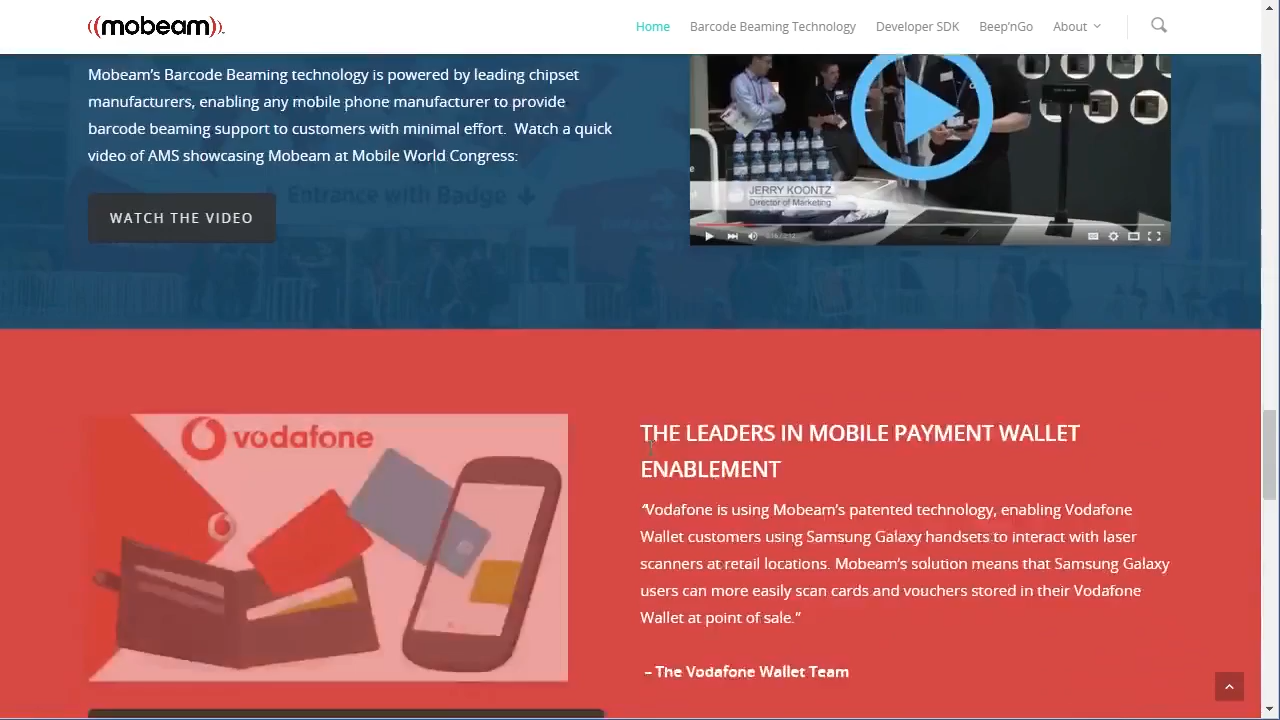 ((mobeam))
Home Barcode Beaming Technology Developer SDK Beep'nGo About
Mobeam's Barcode Beaming technology is powered by leading chipset
manufacturers, enabling any mobile phone manufacturer to provide
barcode beaming support to customers with minimal effort. Watch a quick
video of AMS showcasing Mobeam at Mobile World Congress:
Entrance with Badge
WATCH THE VIDEO
JERRY KOONTZ
Director of Marketing
vodafone
THE LEADERS IN MOBILE PAYMENT WALLET
ENABLEMENT
“Vodafone is using Mobeam's patented technology, enabling Vodafone
Wallet customers using Samsung Galaxy handsets to interact with laser
scanners at retail locations. Mobeam's solution means that Samsung Galaxy
users can more easily scan cards and vouchers stored in their Vodafone
Wallet at point of sale.”
– The Vodafone Wallet Team